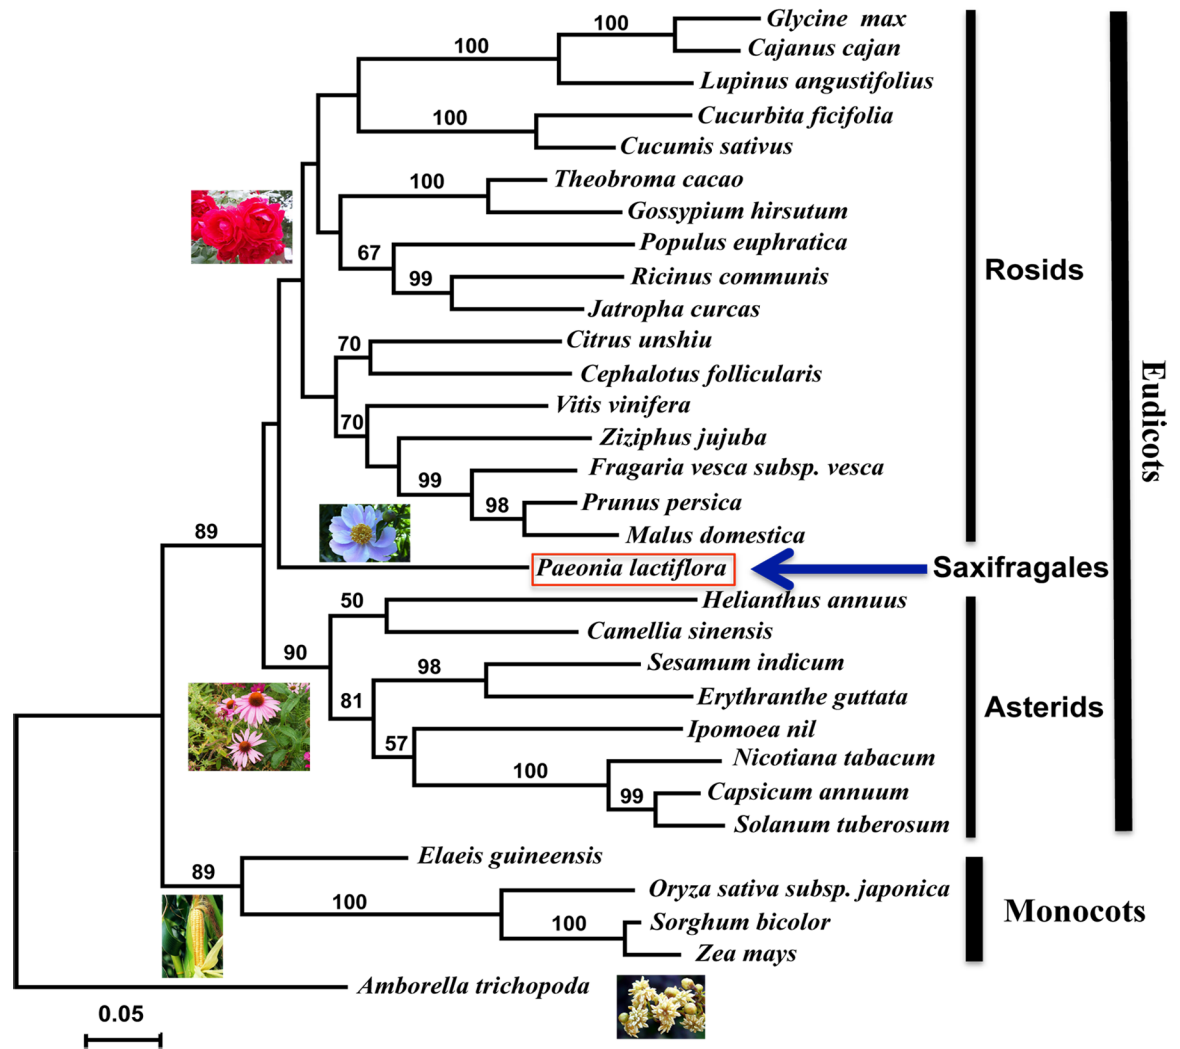 Glycine max
100
Cajanus cajan
100
Lupinus angustifolius
Cucurbita ficifolia
100
Cucumis sativus
Theobroma cacao
100
Gossypium hirsutum
Populus euphratica
67
Ricinus communis
99
Jatropha curcas
Rosids
Citrus unshiu
70
Cephalotus follicularis
Vitis vinifera
70
Ziziphus jujuba
Fragaria vesca subsp. vesca
99
Prunus persica
98
Malus domestica
Eudicots
89
Paeonia lactiflora
Saxifragales
Helianthus annuus
50
Camellia sinensis
90
Sesamum indicum
98
Erythranthe guttata
81
Asterids
Ipomoea nil
57
Nicotiana tabacum
100
Capsicum annuum
99
Solanum tuberosum
Elaeis guineensis
89
Oryza sativa subsp. japonica
100
Sorghum bicolor
100
Zea mays
Monocots
Amborella trichopoda
0.05